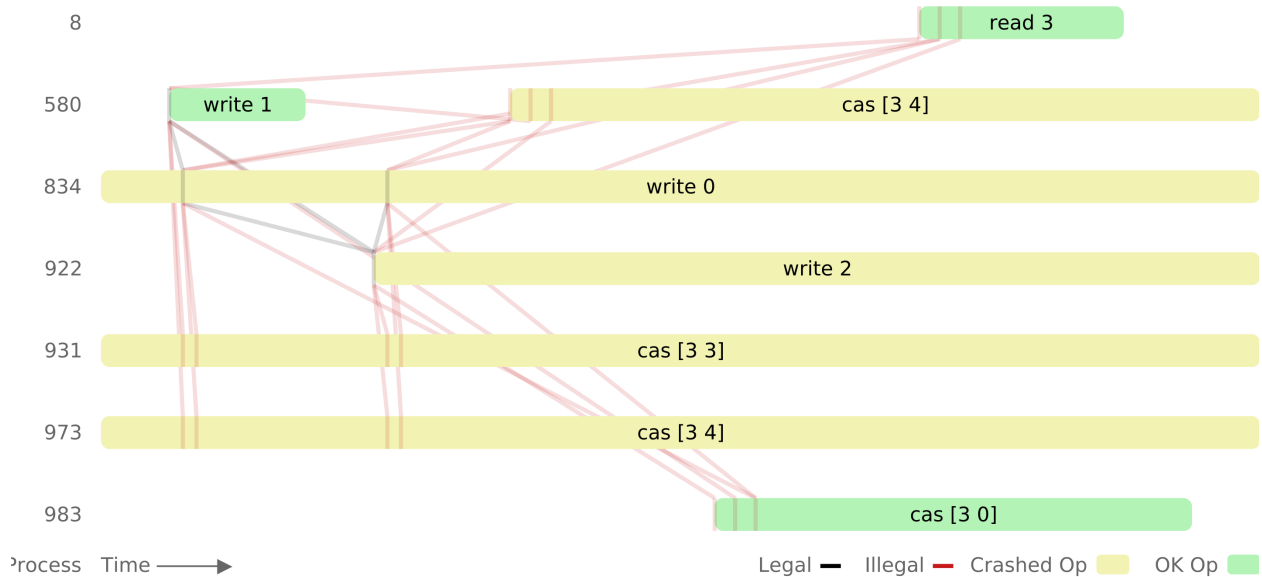 8 read 3
580 write 1 cas [3 4]
834 write 0
922 write 2
931 cas [3 3]
973 cas [3 4]
983 cas [3 0]
Process Time Legal Illegal Crashed Op OK Op